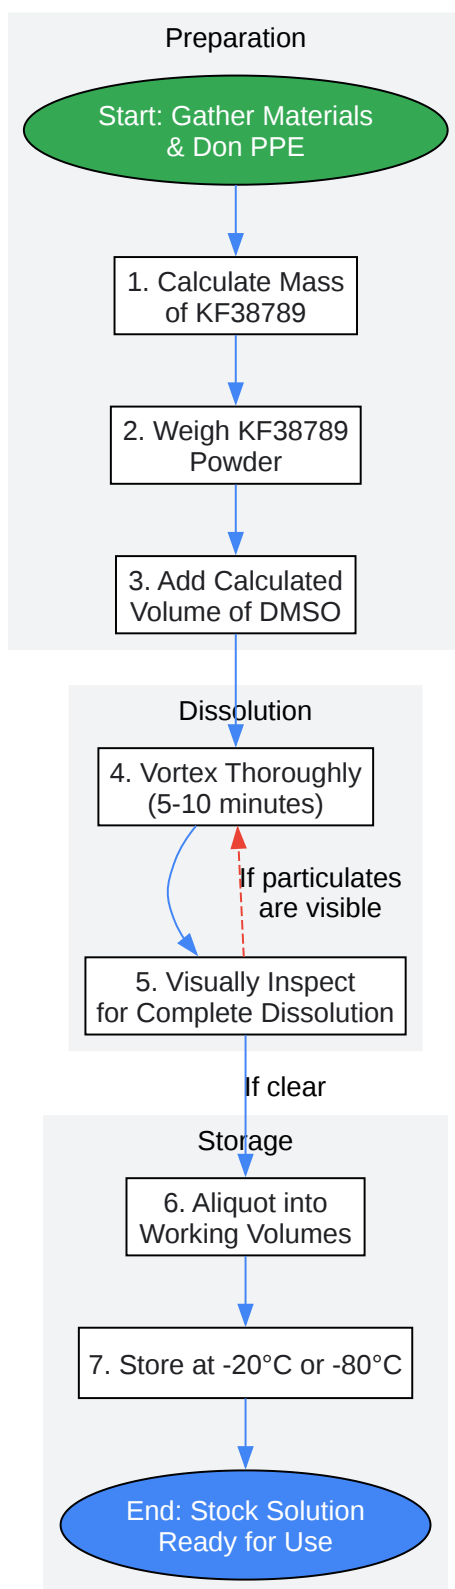 Preparation
Start: Gather Materials
& Don PPE
1. Calculate Mass
of KF38789
2. Weigh KF38789
Powder
3. Add Calculated
Volume of DMSO
Dissolution
4. Vortex Thoroughly
(5-10 minutes)
If particulates
are visible
5. Visually Inspect
for Complete Dissolution
If clear
Storage
6. Aliquot into
Working Volumes
7. Store at -20°C or -80°C
End: Stock Solution
Ready for Use